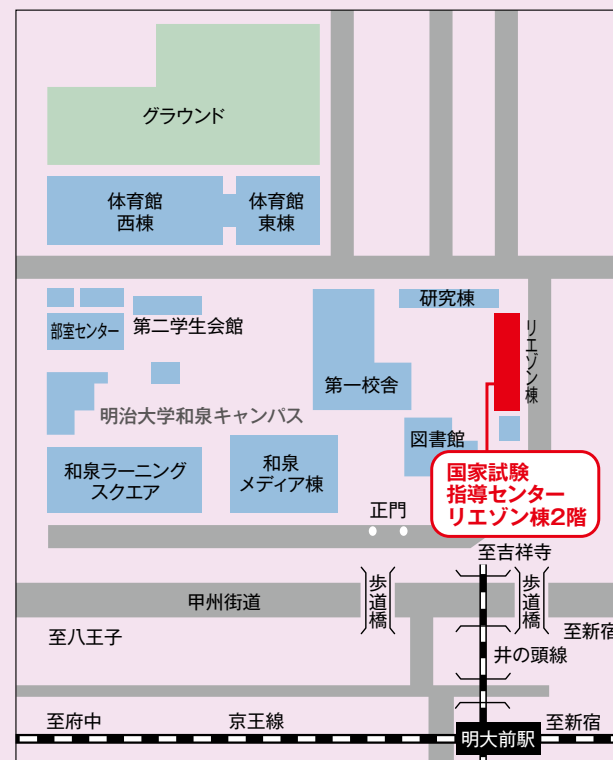 グラウンド
体育館
西棟
体育館
東棟
研究棟
部室センター
第二学生会館
リエゾン棟
第一校舎
明治大学和泉キャンパス
図書館
和泉ラーニング
スクエア
和泉
メディア棟
国家試験
指導センター
リエゾン棟2階
正門
至吉祥寺
歩道橋
歩道橋
甲州街道
至八王子
至新宿
井の頭線
至府中
京王線
至新宿
明大前駅